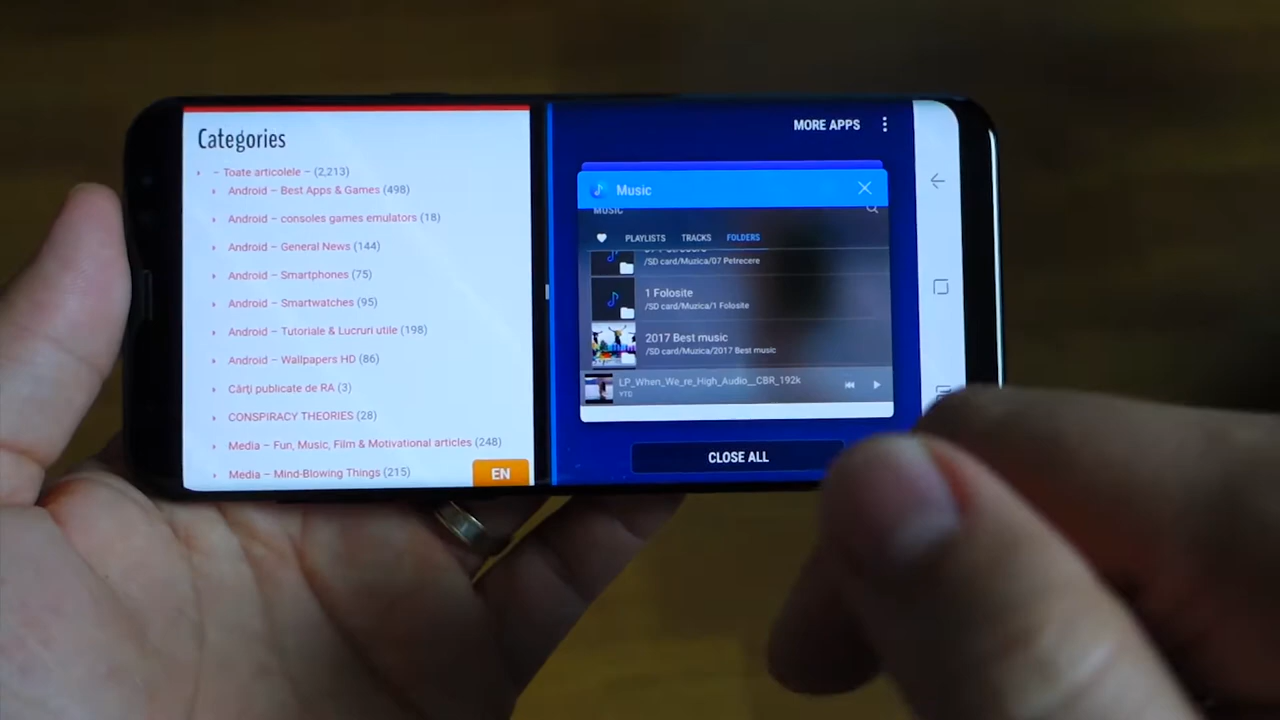 Categories
– Toate articolele – (2,213)
Android – Best Apps & Games (498)
Android – consoles games emulators (18)
Android – General News (144)
Android – Smartphones (75)
Android – Smartwatches (95)
Android – Tutoriale & Lucruri utile (198)
Android – Wallpapers HD (86)
Cărți publicate de RA (3)
CONSPIRACY THEORIES (28)
Media – Fun, Music, Film & Motivational articles (248)
Media – Mind-Blowing Things (215)
EN
MORE APPS
Music
MUSIC
PLAYLISTS TRACKS FOLDERS
/SD card/Muzica/07 Petrecere
1 Folosite
/SD card/Muzica/1 Folosite
2017 Best music
/SD card/Muzica/2017 Best music
LP_When_We_re_High_Audio__CBR_192k
YTD
CLOSE ALL